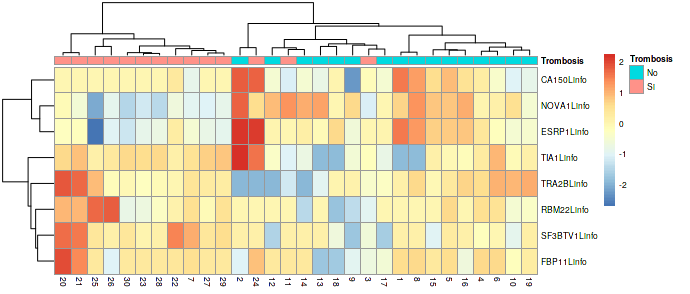 Trombosis
CA150Linfo
NOVA1Linfo
ESRP1Linfo
TIA1Linfo
TRA2BLinfo
RBM22Linfo
SF3BTV1Linfo
FBP11Linfo
20 21 25 26 30 23 28 22 7 27 29 2 24 12 11 14 13 18 9 3 17 1 8 15 5 16 4 6 10 19
2
1
0
-1
-2
Trombosis
No
Si